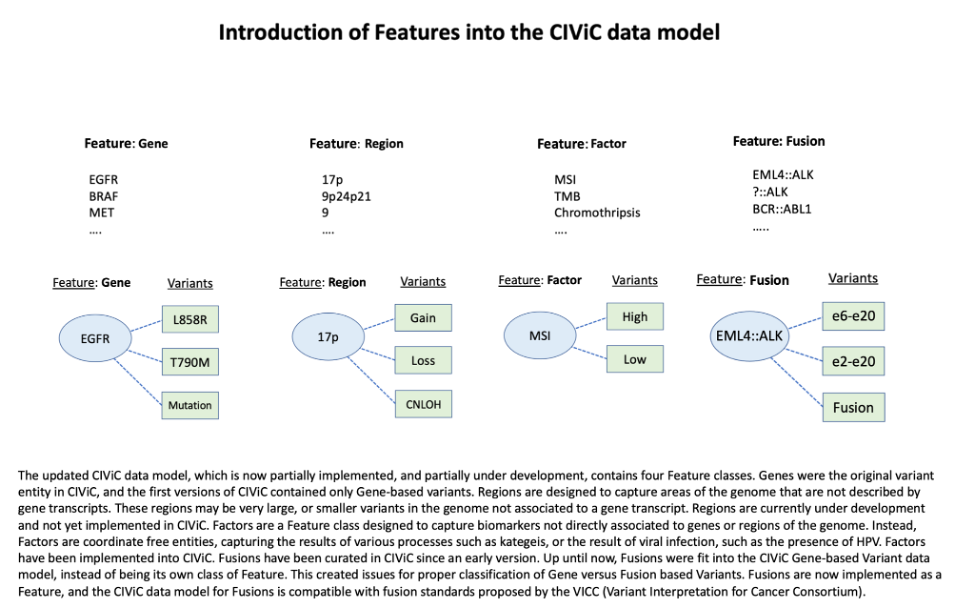 Introduction of Features into the CIViC data model
Feature: Gene
EGFR
BRAF
MET
....
Feature: Region
17p
9p24p21
9
....
Feature: Factor
MSI
TMB
Chromothripsis
....
Feature: Fusion
EML4::ALK
?::ALK
BCR::ABL1
.....
Feature: Gene
Variants
EGFR
L858R
T790M
Mutation
Feature: Region
Variants
17p
Gain
Loss
CNLOH
Feature: Factor
Variants
MSI
High
Low
Feature: Fusion
Variants
EML4::ALK
e6-e20
e2-e20
Fusion
The updated CIViC data model, which is now partially implemented, and partially under development, contains four Feature classes. Genes were the original variant
entity in CIViC, and the first versions of CIViC contained only Gene-based variants. Regions are designed to capture areas of the genome that are not described by
gene transcripts. These regions may be very large, or smaller variants in the genome not associated to a gene transcript. Regions are currently under development
and not yet implemented in CIViC. Factors are a Feature class designed to capture biomarkers not directly associated to genes or regions of the genome. Instead,
Factors are coordinate free entities, capturing the results of various processes such as kategeis, or the result of viral infection, such as the presence of HPV. Factors
have been implemented into CIViC. Fusions have been curated in CIViC since an early version. Up until now, Fusions were fit into the CIViC Gene-based Variant data
model, instead of being its own class of Feature. This created issues for proper classification of Gene versus Fusion based Variants. Fusions are now implemented as a
Feature, and the CIViC data model for Fusions is compatible with fusion standards proposed by the VICC (Variant Interpretation for Cancer Consortium).